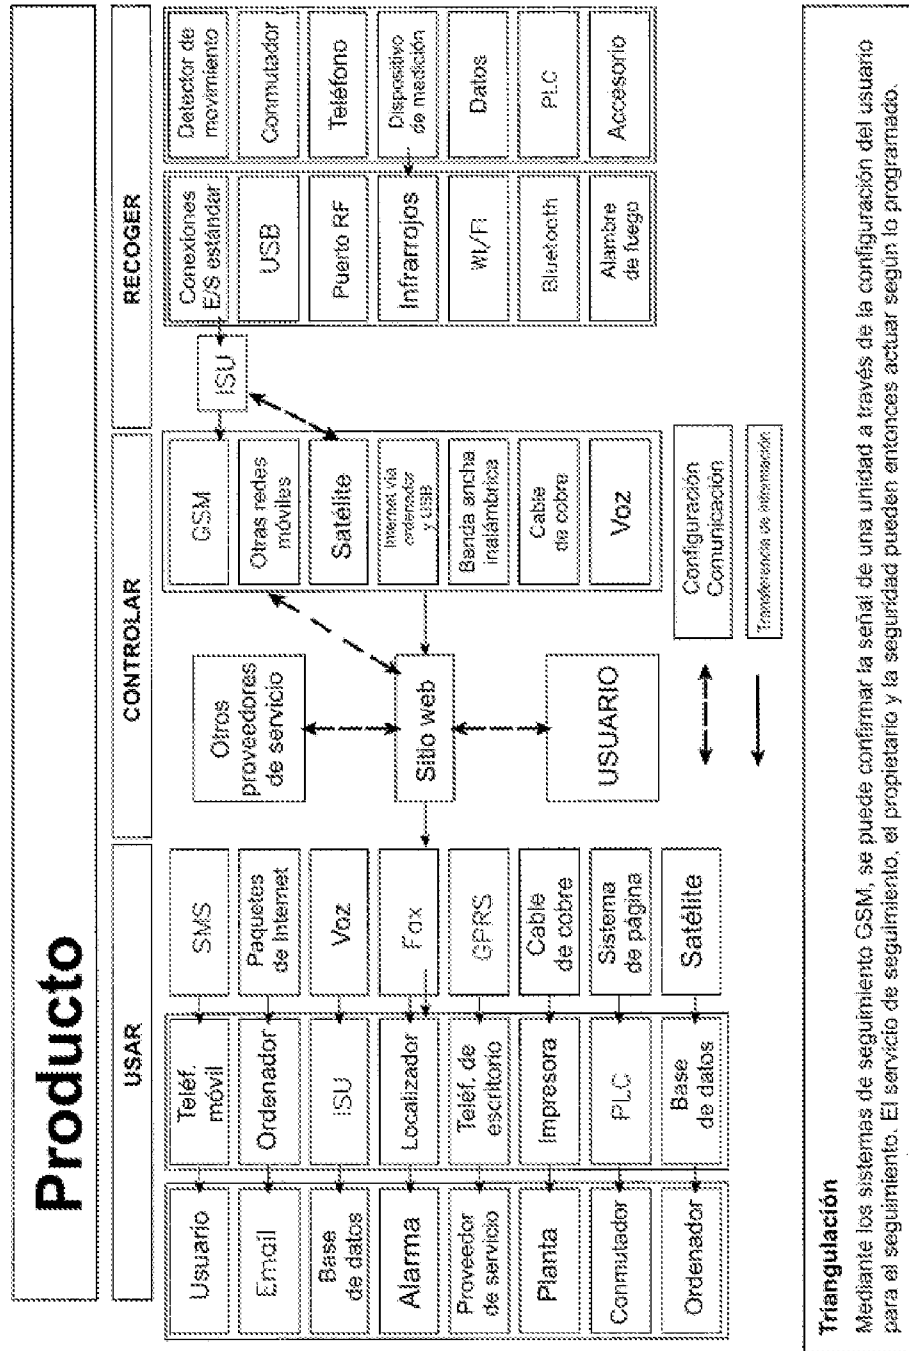 Producto
USAR
CONTROLAR
RECOGER
Usuario
Email
Base
de datos
Alarma
Proveedor
de servicio
Planta
Conmutador
Ordenador
Teléf.
móvil
Ordenador
ISU
Localizador
Teléf. de
escritorio
Impresora
PLC
Base
de datos
SMS
Paquetes
de Internet
Voz
Fox
GPRS
Cable
de cobre
Sistema
de página
Satélite
Otros
proveedores
de servicio
Sitio web
USUARIO
GSM
Otras redes
móviles
Satélite
Internet vía
ordenador
y USB
Banda ancha
inalámbrica
Cable
de cobre
Voz
ISU
Conexiones
E/S estándar
USB
Puerto RF
Infrarrojos
WI/FI
Bluetooth
Alambre
de fuego
Detector de
movimiento
Conmutador
Teléfono
Dispositivo
de medición
Datos
PLC
Accesorio
Configuración
Comunicación
Transferencia de información
Triangulación
Mediante los sistemas de seguimiento GSM, se puede confirmar la señal de una unidad a través de la configuración del usuario
para el seguimiento. El servicio de seguimiento, el propietario y la seguridad pueden entonces actuar según lo programado.